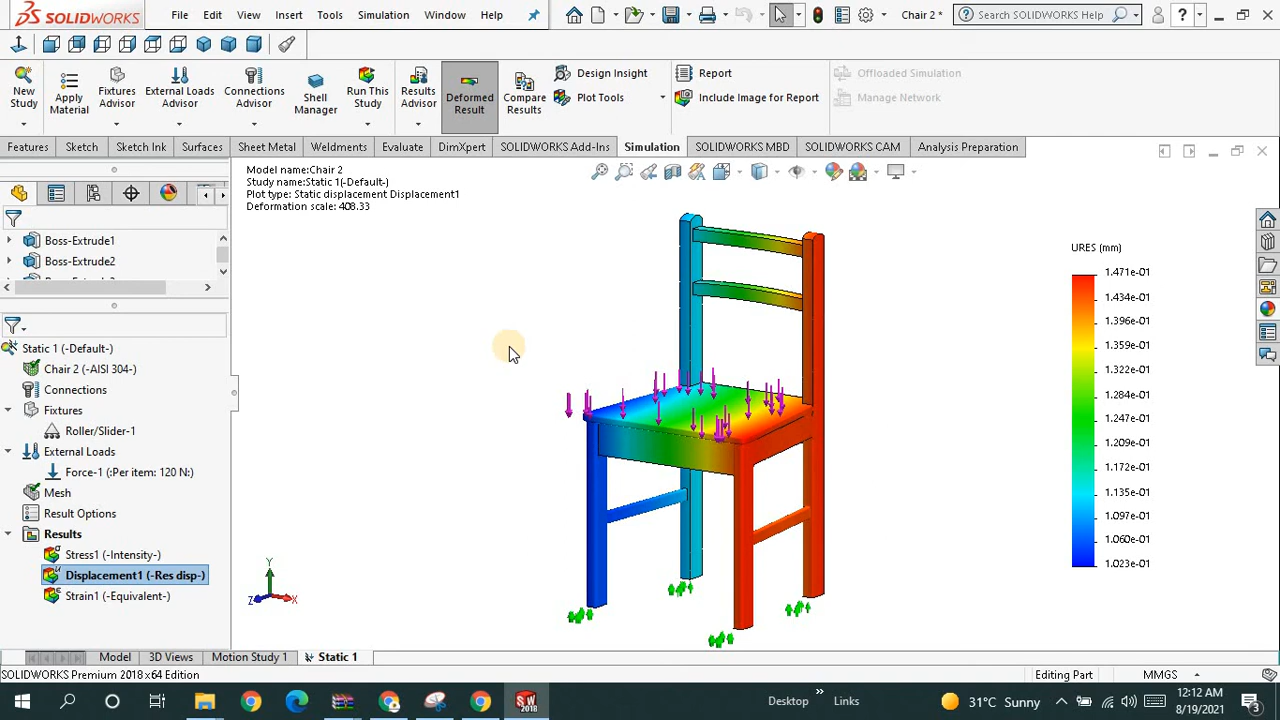 SOLIDWORKS File Edit View Insert Tools Simulation Window Help Chair 2 * Search SOLIDWORKS Help ?
New Study
Apply Material
Fixtures Advisor
External Loads Advisor
Connections Advisor
Shell Manager
Run This Study
Results Advisor
Deformed Result
Compare Results
Design Insight
Plot Tools
Report
Include Image for Report
Offloaded Simulation
Manage Network
Features Sketch Sketch Ink Surfaces Sheet Metal Weldments Evaluate DimXpert SOLIDWORKS Add-Ins Simulation SOLIDWORKS MBD SOLIDWORKS CAM Analysis Preparation
Boss-Extrude1
Boss-Extrude2
Static 1 (-Default-)
Chair 2 (-AISI 304-)
Connections
Fixtures
Roller/Slider-1
External Loads
Force-1 (:Per item: 120 N:)
Mesh
Result Options
Results
Stress1 (-Intensity-)
Displacement1 (-Res disp-)
Strain1 (-Equivalent-)
Model name:Chair 2
Study name:Static 1(-Default-)
Plot type: Static displacement Displacement1
Deformation scale: 408.33
URES (mm)
1.471e-01
1.434e-01
1.396e-01
1.359e-01
1.322e-01
1.284e-01
1.247e-01
1.209e-01
1.172e-01
1.135e-01
1.097e-01
1.060e-01
1.023e-01
Y
Z X
Model 3D Views Motion Study 1 Static 1
SOLIDWORKS Premium 2018 x64 Edition Editing Part MMGS
SW 2018
Desktop » Links 31°C Sunny
12:12 AM
8/19/2021
3